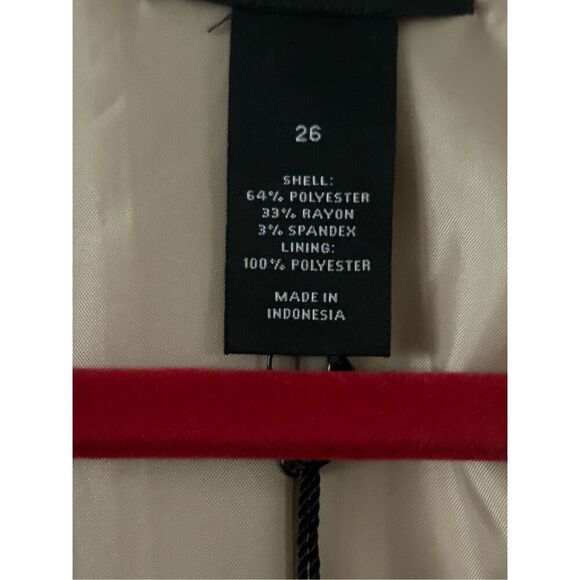 26
SHELL:
64% POLYESTER
33% RAYON
3% SPANDEX
LINING:
100% POLYESTER
MADE IN
INDONESIA